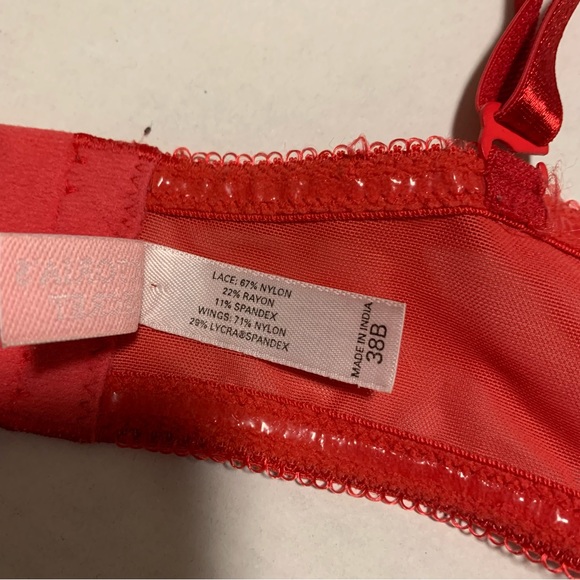 LACE: 67% NYLON
22% RAYON
11% SPANDEX
WINGS: 71% NYLON
29% LYCRA®SPANDEX
MADE IN INDIA
38B